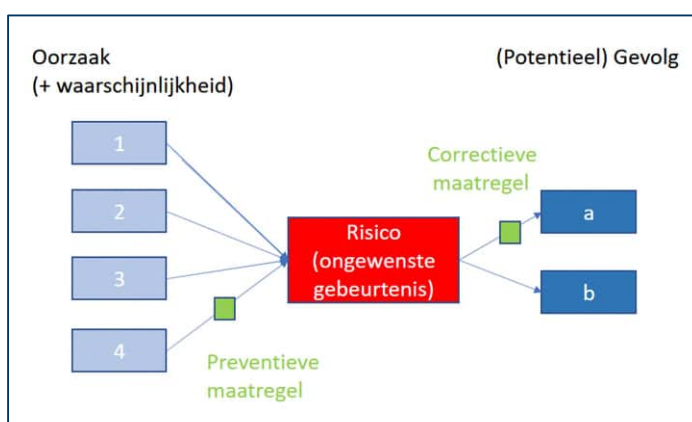 Oorzaak
(+ waarschijnlijkheid)
(Potentieel) Gevolg
1
2
3
4
Preventieve
maatregel
Risico
(ongewenste
gebeurtenis)
Correctieve
maatregel
a
b